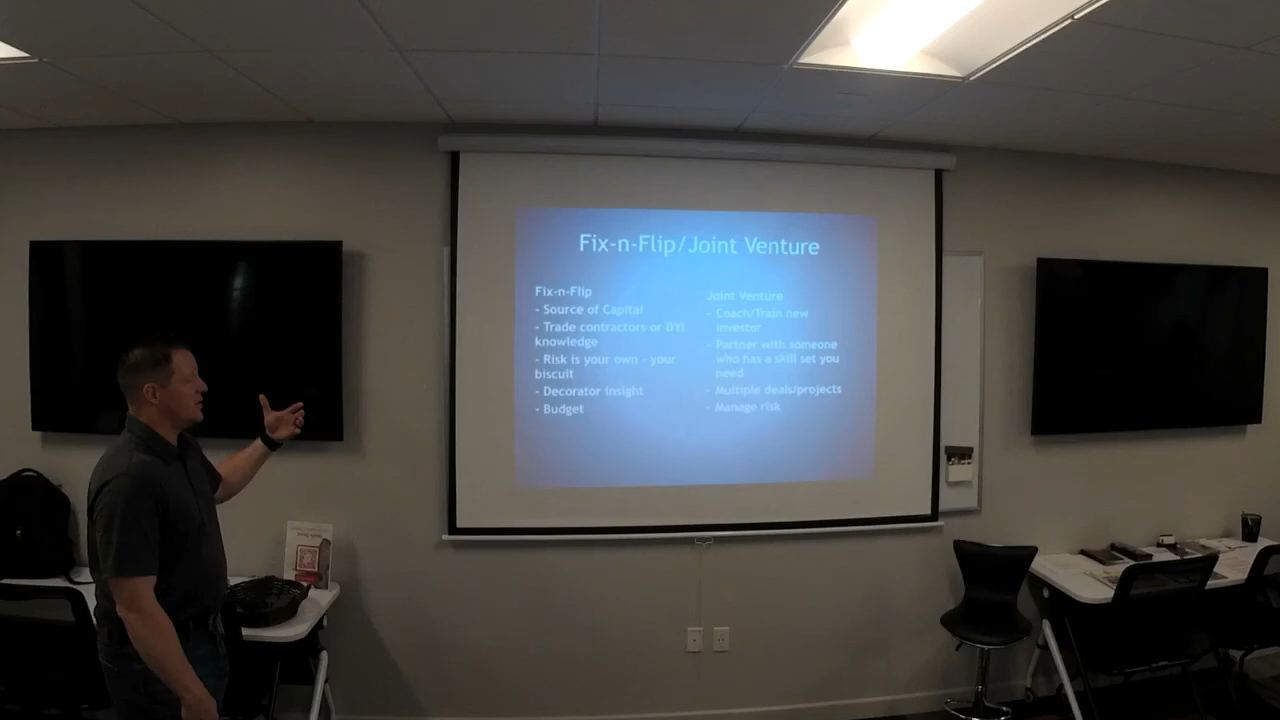 Fix-n-Flip/Joint Venture
Fix-n-Flip
- Source of Capital
- Trade contractors or DYI
knowledge
- Risk is your own - your
biscuit
- Decorator insight
- Budget
Joint Venture
- Coach/Train new
investor
- Partner with someone
who has a skill set you
need
- Multiple deals/projects
- Manage risk